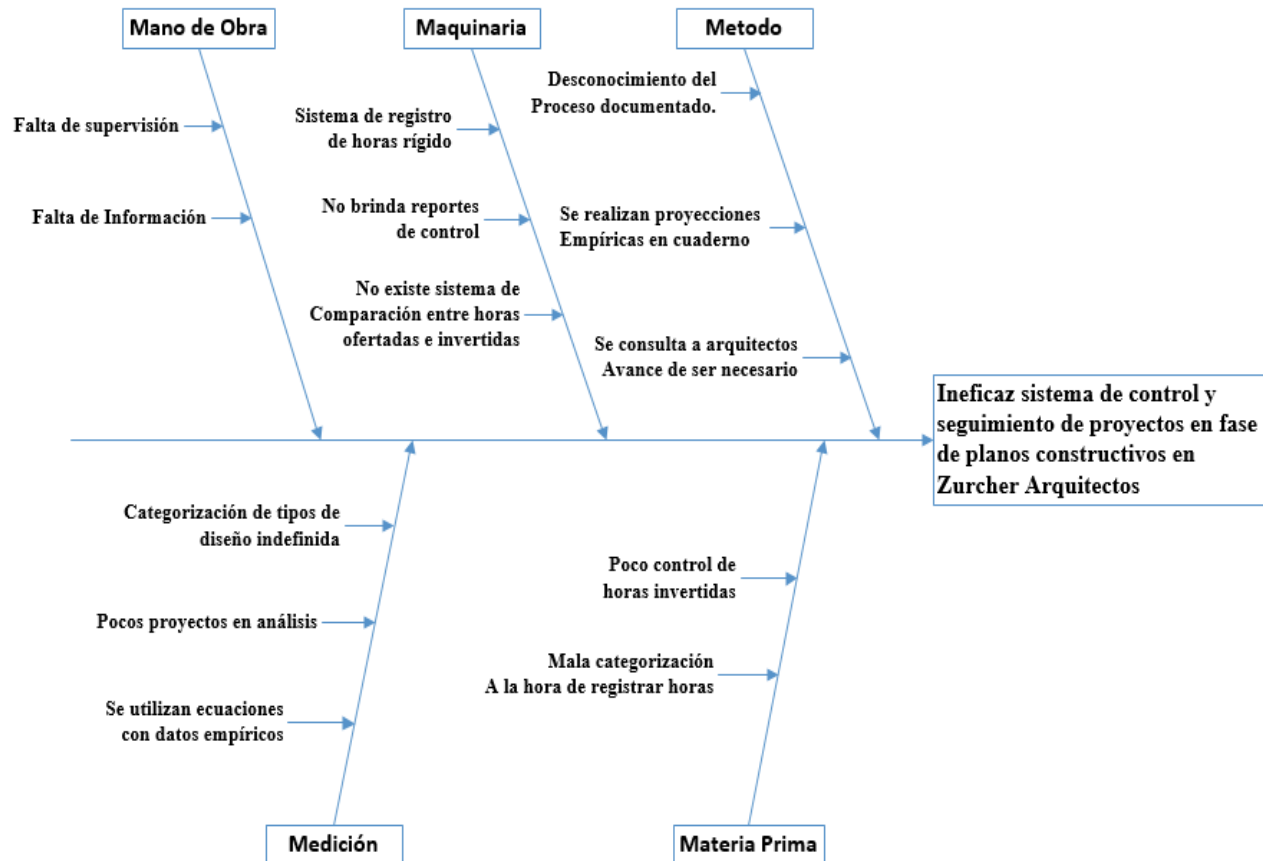 Mano de Obra
Maquinaria
Metodo
Falta de supervisión
Falta de Información
Sistema de registro
de horas rígido
No brinda reportes
de control
No existe sistema de
Comparación entre horas
ofertadas e invertidas
Desconocimiento del
Proceso documentado.
Se realizan proyecciones
Empíricas en cuaderno
Se consulta a arquitectos
Avance de ser necesario
Ineficaz sistema de control y
seguimiento de proyectos en fase
de planos constructivos en
Zurcher Arquitectos
Categorización de tipos de
diseño indefinida
Pocos proyectos en análisis
Se utilizan ecuaciones
con datos empíricos
Poco control de
horas invertidas
Mala categorización
A la hora de registrar horas
Medición
Materia Prima